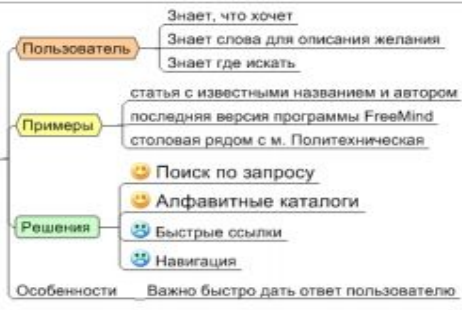 Пользователь
Знает, что хочет
Знает слова для описания желания
Знает где искать
Примеры
статья с известными названием и автором
последняя версия программы FreeMind
столовая рядом с м. Политехническая
Решения
Поиск по запросу
Алфавитные каталоги
Быстрые ссылки
Навигация
Особенности
Важно быстро дать ответ пользователю